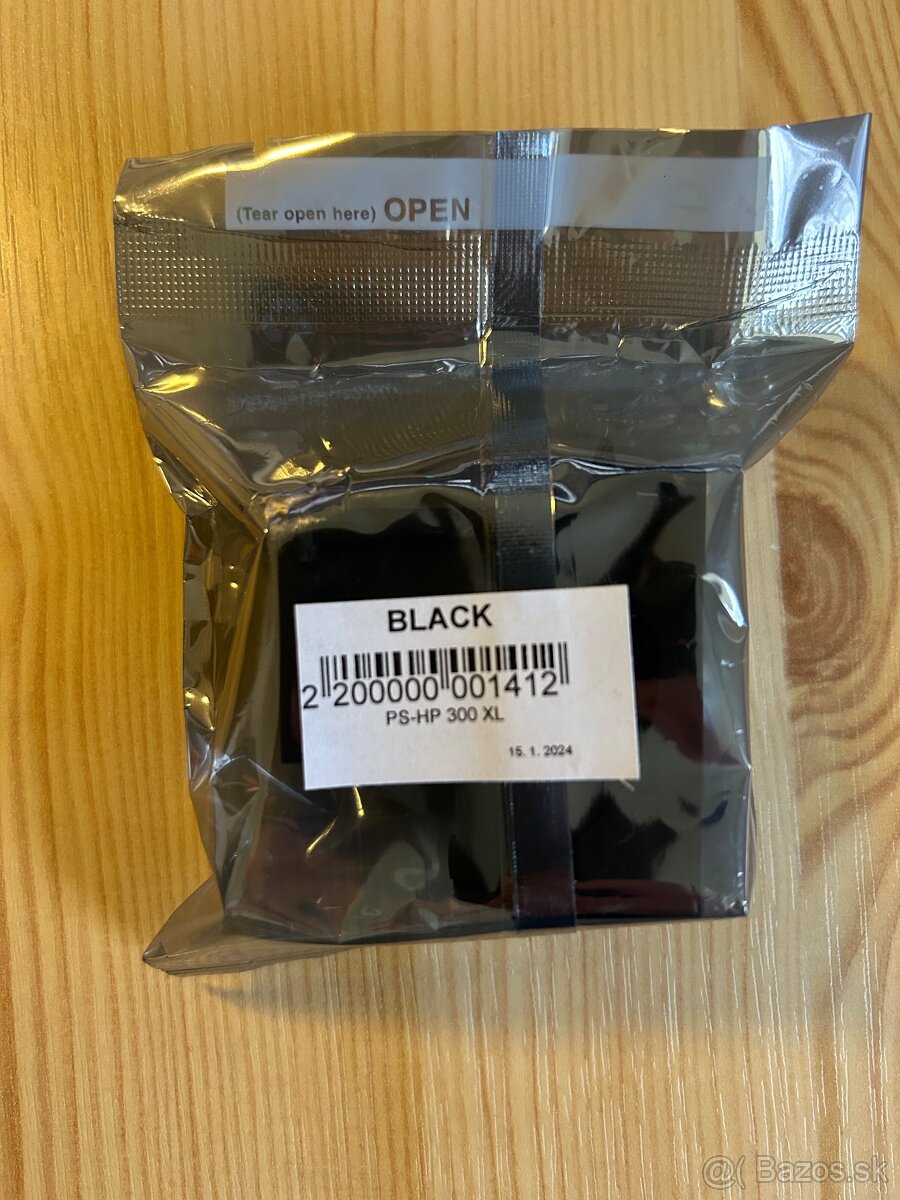 (Tear open here) OPEN
BLACK
2 200000 001412
PS-HP 300 XL
15. 1. 2024
@( Bazos.sk